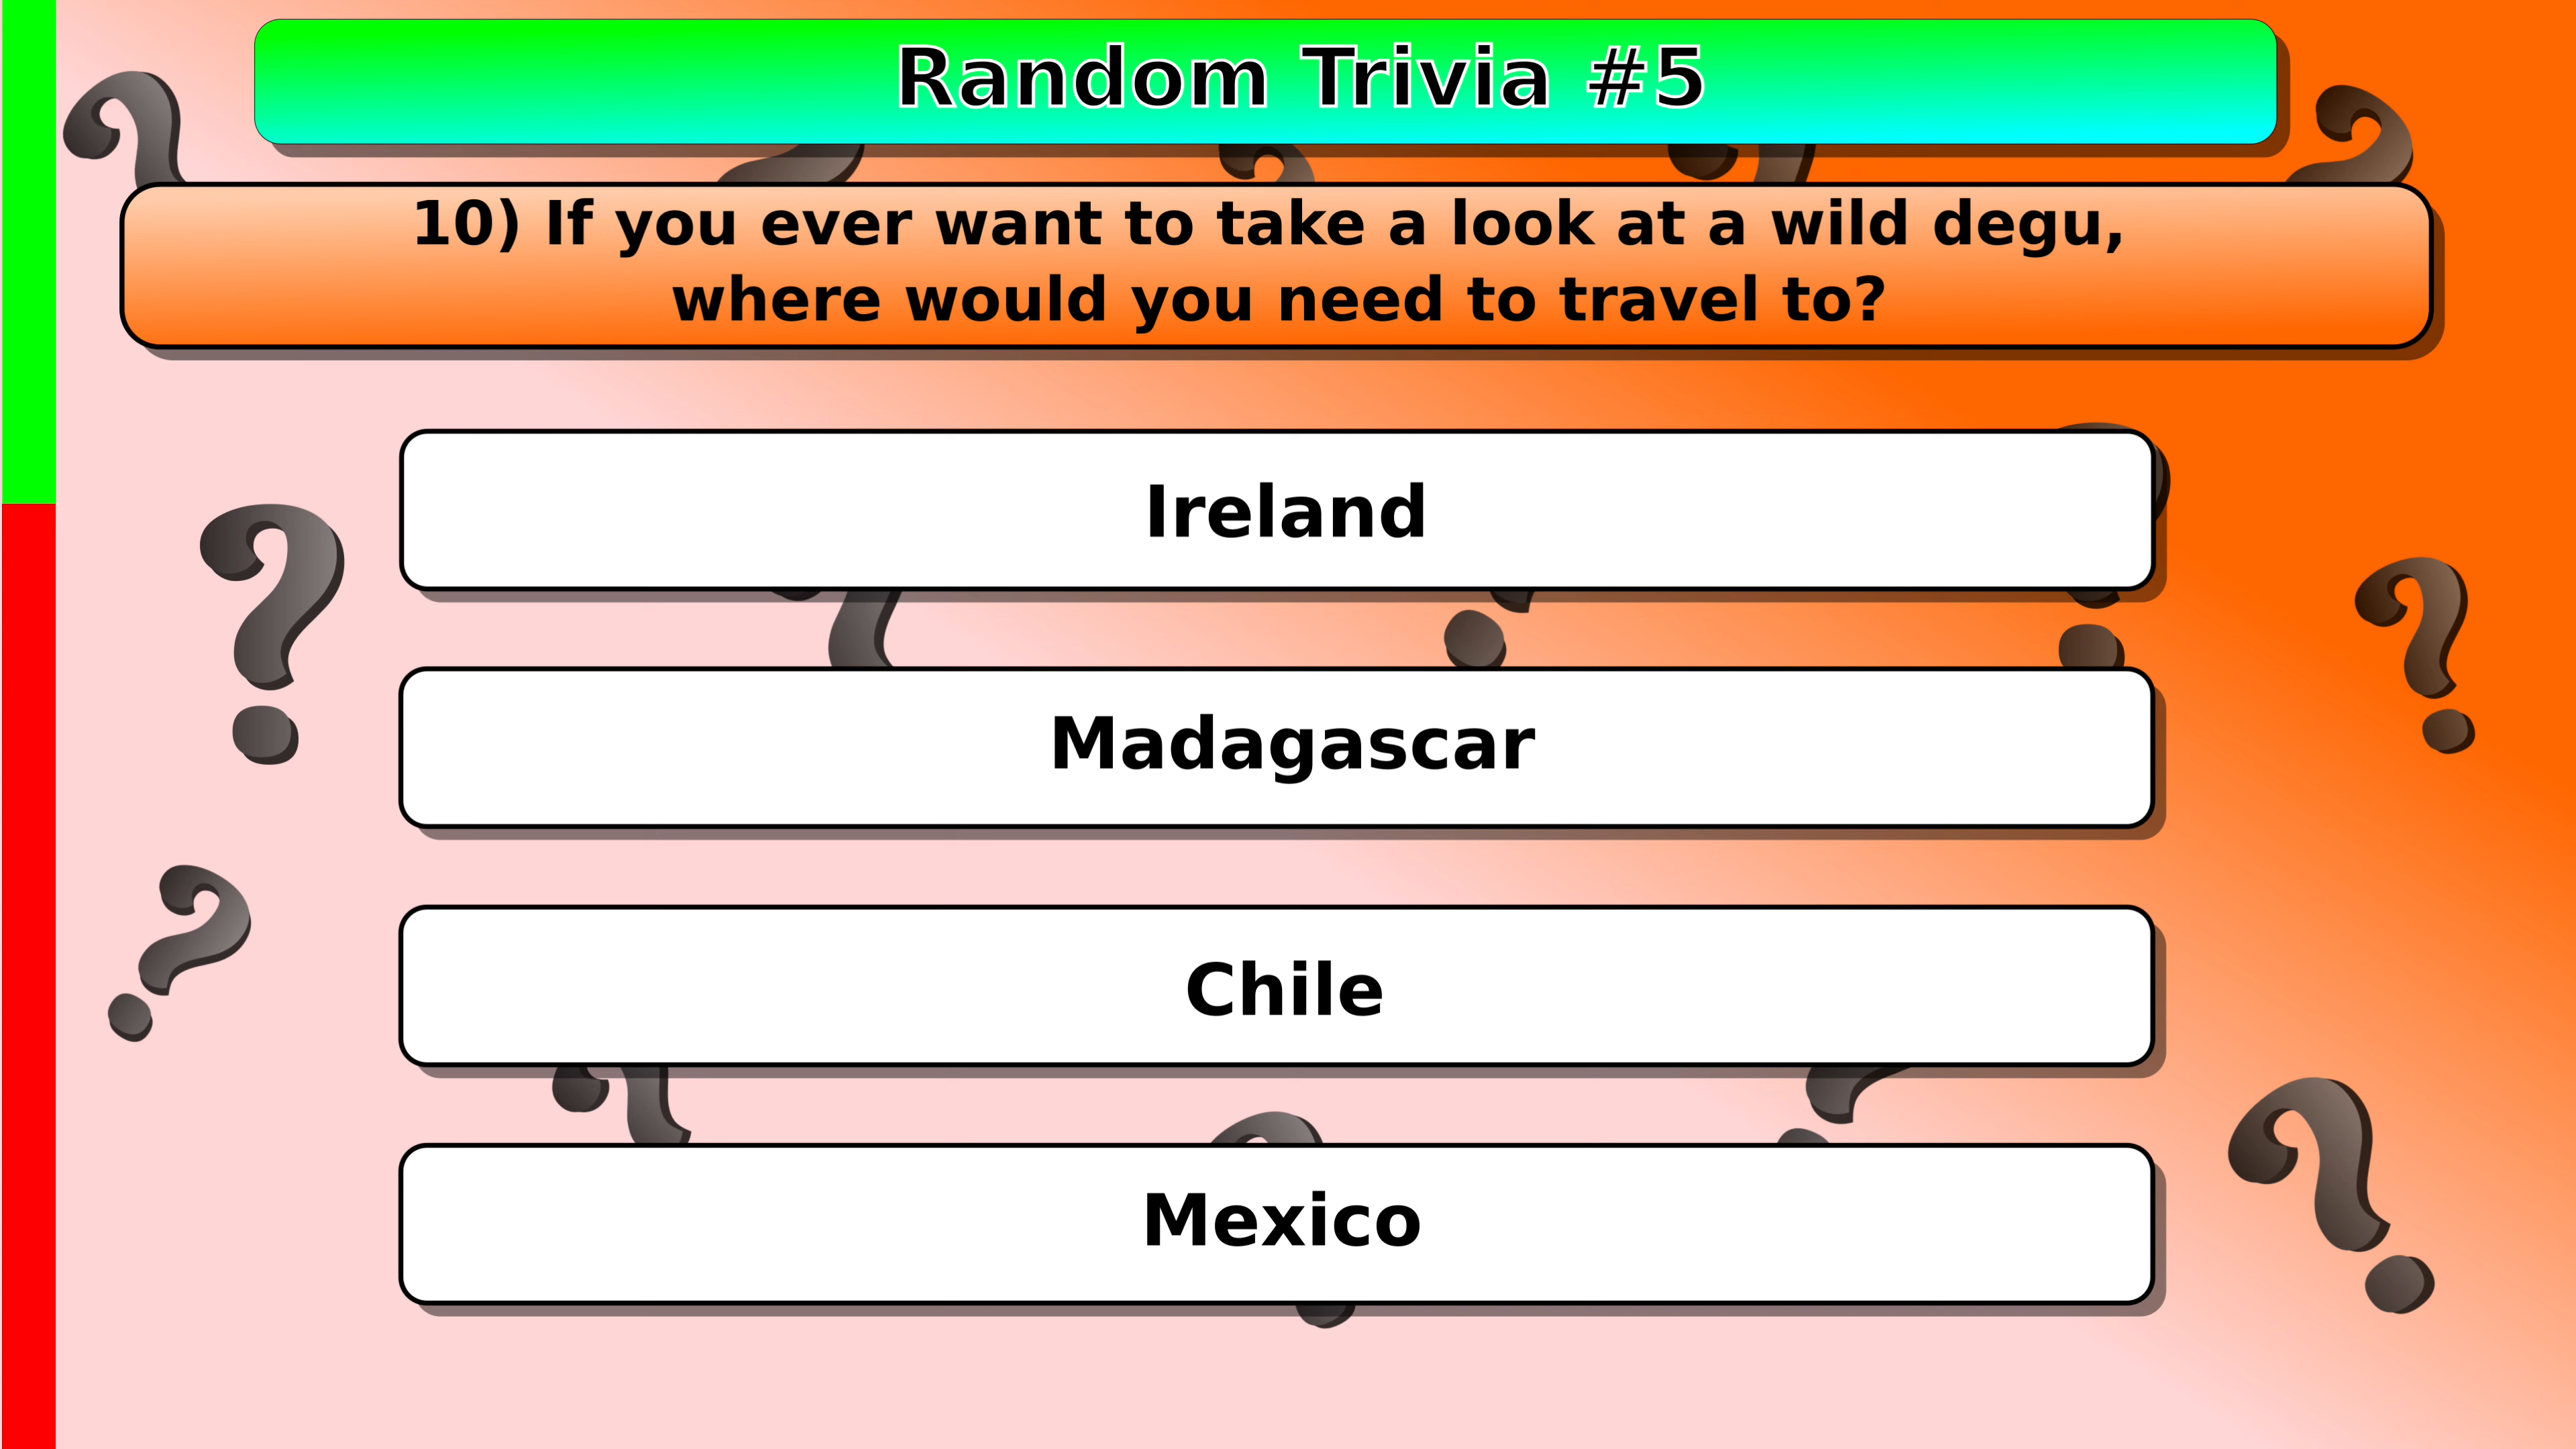 Random Trivia #5
10) If you ever want to take a look at a wild degu,
where would you need to travel to?
Ireland
Madagascar
Chile
Mexico